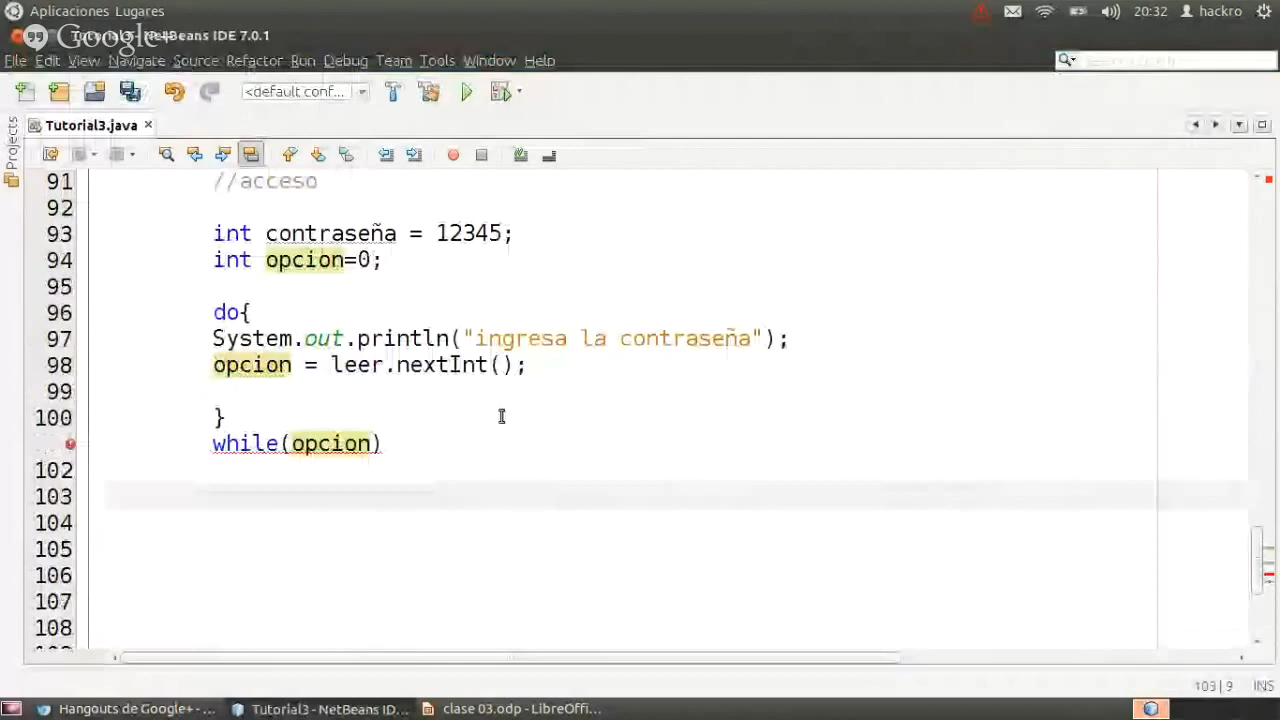 Aplicaciones Lugares
20:32 hackro
Google+
Tutorial3 - NetBeans IDE 7.0.1
File Edit View Navigate Source Refactor Run Debug Team Tools Window Help
<default conf...
Projects
Tutorial3.java
91 //acceso
92
93 int contraseña = 12345;
94 int opcion=0;
95
96 do{
97 System.out.println("ingresa la contraseña");
98 opcion = leer.nextInt();
99
100 }
while(opcion)
102
103
104
105
106
107
108
103 | 9 INS
Hangouts de Google+ - ... Tutorial3 - NetBeans ID... clase 03.odp - LibreOffi...